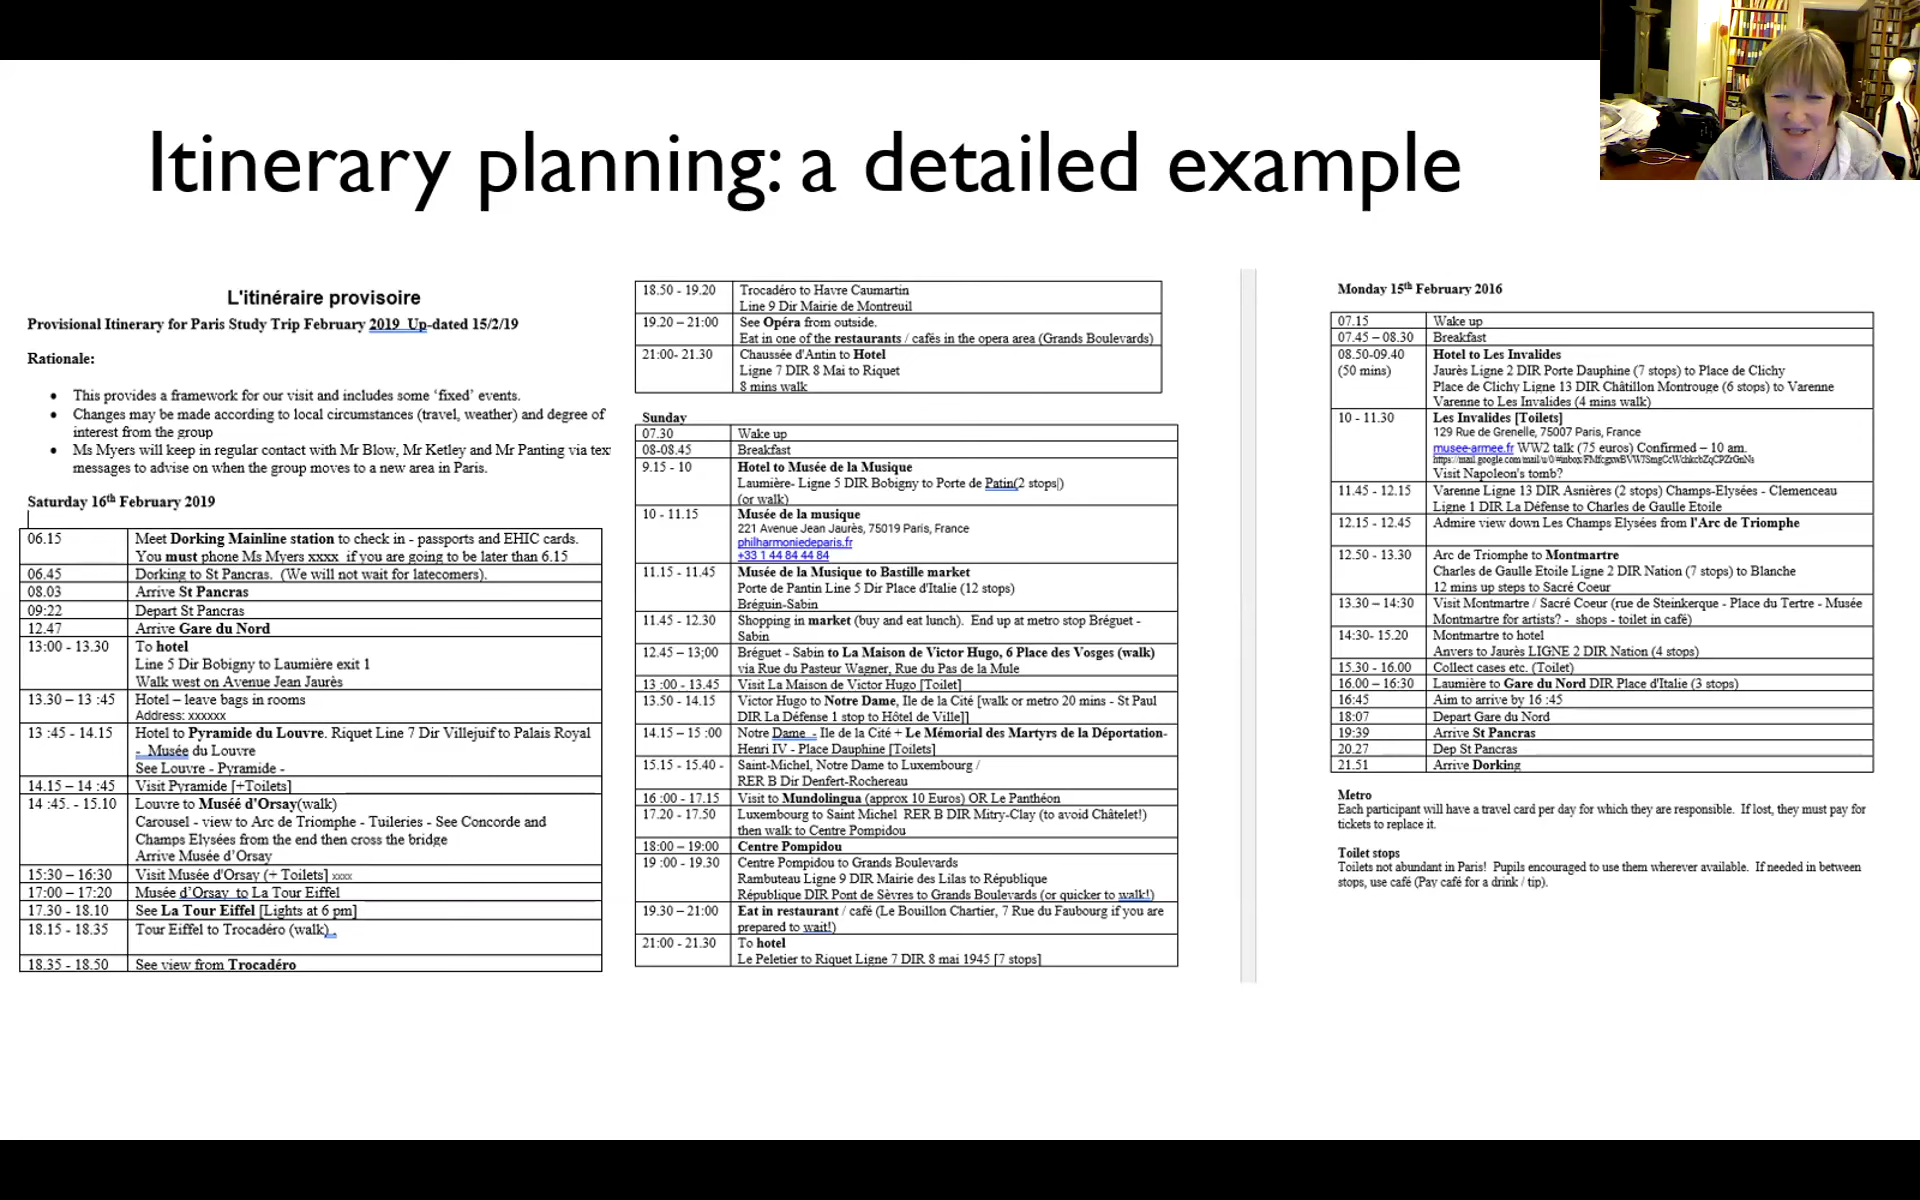 Itinerary planning: a detailed example
L'itinéraire provisoire
Provisional Itinerary for Paris Study Trip February 2019 Up-dated 15/2/19
Rationale:
• This provides a framework for our visit and includes some 'fixed' events.
• Changes may be made according to local circumstances (travel, weather) and degree of
interest from the group
• Ms Myers will keep in regular contact with Mr Blow, Mr Ketley and Mr Panting via tex
messages to advise on when the group moves to a new area in Paris.
Saturday 16th February 2019
06.15 Meet Dorking Mainline station to check in - passports and EHIC cards.
You must phone Ms Myers xxxx if you are going to be later than 6.15
06.45 Dorking to St Pancras. (We will not wait for latecomers).
08.03 Arrive St Pancras
09:22 Depart St Pancras
12.47 Arrive Gare du Nord
13:00 - 13.30 To hotel
Line 5 Dir Bobigny to Laumière exit 1
Walk west on Avenue Jean Jaurès
13.30 – 13 :45 Hotel – leave bags in rooms
Address: xxxxxx
13 :45 - 14.15 Hotel to Pyramide du Louvre. Riquet Line 7 Dir Villejuif to Palais Royal
- Musée du Louvre
See Louvre - Pyramide -
14.15 – 14 :45 Visit Pyramide [+Toilets]
14 :45. - 15.10 Louvre to Muséé d'Orsay(walk)
Carousel - view to Arc de Triomphe - Tuileries - See Concorde and
Champs Elysées from the end then cross the bridge
Arrive Musée d'Orsay
15:30 – 16:30 Visit Musée d'Orsay (+ Toilets] xxxx
17:00 – 17:20 Musée d'Orsay to La Tour Eiffel
17.30 - 18.10 See La Tour Eiffel [Lights at 6 pm]
18.15 - 18.35 Tour Eiffel to Trocadéro (walk) .
18.35 - 18.50 See view from Trocadéro
18.50 - 19.20 Trocadéro to Havre Caumartin
Line 9 Dir Mairie de Montreuil
19.20 – 21:00 See Opéra from outside.
Eat in one of the restaurants / cafés in the opera area (Grands Boulevards)
21:00- 21.30 Chaussée d'Antin to Hotel
Ligne 7 DIR 8 Mai to Riquet
8 mins walk
Sunday
07.30 Wake up
08-08.45 Breakfast
9.15 - 10 Hotel to Musée de la Musique
Laumière- Ligne 5 DIR Bobigny to Porte de Patin(2 stops)
(or walk)
10 - 11.15 Musée de la musique
221 Avenue Jean Jaurès, 75019 Paris, France
philharmoniedeparis.fr
+33 1 44 84 44 84
11.15 - 11.45 Musée de la Musique to Bastille market
Porte de Pantin Line 5 Dir Place d'Italie (12 stops)
Bréguin-Sabin
11.45 - 12.30 Shopping in market (buy and eat lunch). End up at metro stop Bréguet -
Sabin
12.45 – 13;00 Bréguet - Sabin to La Maison de Victor Hugo, 6 Place des Vosges (walk)
via Rue du Pasteur Wagner, Rue du Pas de la Mule
13 :00 - 13.45 Visit La Maison de Victor Hugo [Toilet]
13.50 - 14.15 Victor Hugo to Notre Dame, Ile de la Cité [walk or metro 20 mins - St Paul
DIR La Défense 1 stop to Hôtel de Ville]]
14.15 – 15 :00 Notre Dame - Ile de la Cité + Le Mémorial des Martyrs de la Déportation-
Henri IV - Place Dauphine [Toilets]
15.15 - 15.40 - Saint-Michel, Notre Dame to Luxembourg /
RER B Dir Denfert-Rochereau
16 :00 - 17.15 Visit to Mundolingua (approx 10 Euros) OR Le Panthéon
17.20 - 17.50 Luxembourg to Saint Michel RER B DIR Mitry-Clay (to avoid Châtelet!)
then walk to Centre Pompidou
18:00 – 19:00 Centre Pompidou
19 :00 - 19.30 Centre Pompidou to Grands Boulevards
Rambuteau Ligne 9 DIR Mairie des Lilas to République
République DIR Pont de Sèvres to Grands Boulevards (or quicker to walk!)
19.30 – 21:00 Eat in restaurant / café (Le Bouillon Chartier, 7 Rue du Faubourg if you are
prepared to wait!)
21:00 - 21.30 To hotel
Le Peletier to Riquet Ligne 7 DIR 8 mai 1945 [7 stops]
Monday 15th February 2016
07.15 Wake up
07.45 – 08.30 Breakfast
08.50-09.40 Hotel to Les Invalides
(50 mins) Jaurès Ligne 2 DIR Porte Dauphine (7 stops) to Place de Clichy
Place de Clichy Ligne 13 DIR Châtillon Montrouge (6 stops) to Varenne
Varenne to Les Invalides (4 mins walk)
10 - 11.30 Les Invalides [Toilets]
129 Rue de Grenelle, 75007 Paris, France
musee-armee.fr WW2 talk (75 euros) Confirmed – 10 am.
Visit Napoleon's tomb?
11.45 - 12.15 Varenne Ligne 13 DIR Asnières (2 stops) Champs-Elysées - Clemenceau
Ligne 1 DIR La Défense to Charles de Gaulle Etoile
12.15 - 12.45 Admire view down Les Champs Elysées from l'Arc de Triomphe
12.50 - 13.30 Arc de Triomphe to Montmartre
Charles de Gaulle Etoile Ligne 2 DIR Nation (7 stops) to Blanche
12 mins up steps to Sacré Coeur
13.30 – 14:30 Visit Montmartre / Sacré Coeur (rue de Steinkerque - Place du Tertre - Musée
Montmartre for artists? - shops - toilet in café)
14:30- 15.20 Montmartre to hotel
Anvers to Jaurès LIGNE 2 DIR Nation (4 stops)
15.30 - 16.00 Collect cases etc. (Toilet)
16.00 – 16:30 Laumière to Gare du Nord DIR Place d'Italie (3 stops)
16:45 Aim to arrive by 16 :45
18:07 Depart Gare du Nord
19:39 Arrive St Pancras
20.27 Dep St Pancras
21.51 Arrive Dorking
Metro
Each participant will have a travel card per day for which they are responsible. If lost, they must pay for
tickets to replace it.
Toilet stops
Toilets not abundant in Paris! Pupils encouraged to use them wherever available. If needed in between
stops, use café (Pay café for a drink / tip).